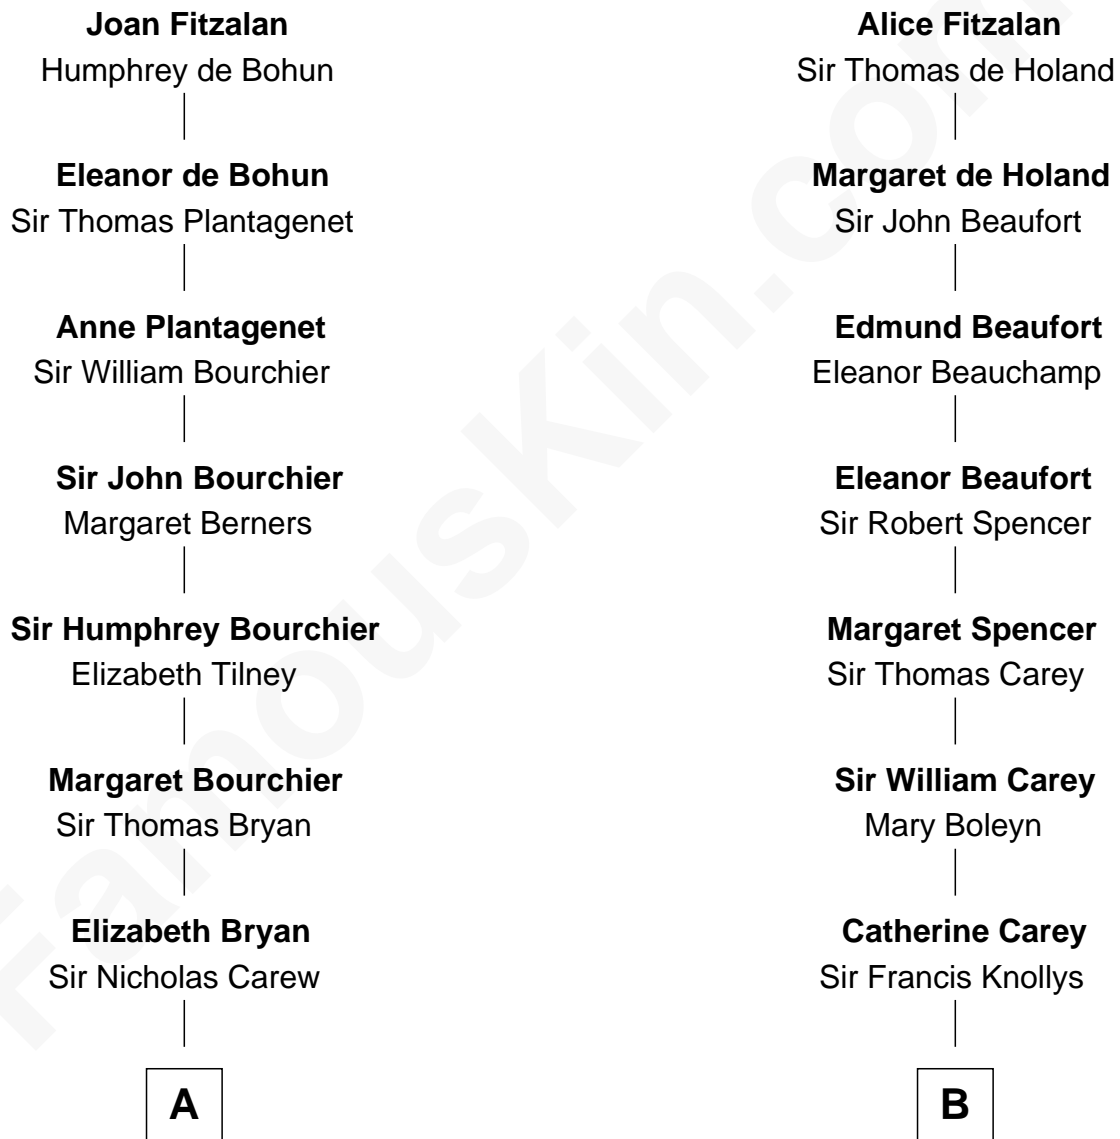 Joan Fitzalan
Humphrey de Bohun
Eleanor de Bohun
Sir Thomas Plantagenet
Anne Plantagenet
Sir William Bourchier
Sir John Bourchier
Margaret Berners
Sir Humphrey Bourchier
Elizabeth Tilney
Margaret Bourchier
Sir Thomas Bryan
Elizabeth Bryan
Sir Nicholas Carew
A
Alice Fitzalan
Sir Thomas de Holand
Margaret de Holand
Sir John Beaufort
Edmund Beaufort
Eleanor Beauchamp
Eleanor Beaufort
Sir Robert Spencer
Margaret Spencer
Sir Thomas Carey
Sir William Carey
Mary Boleyn
Catherine Carey
Sir Francis Knollys
B
FamousKin.com